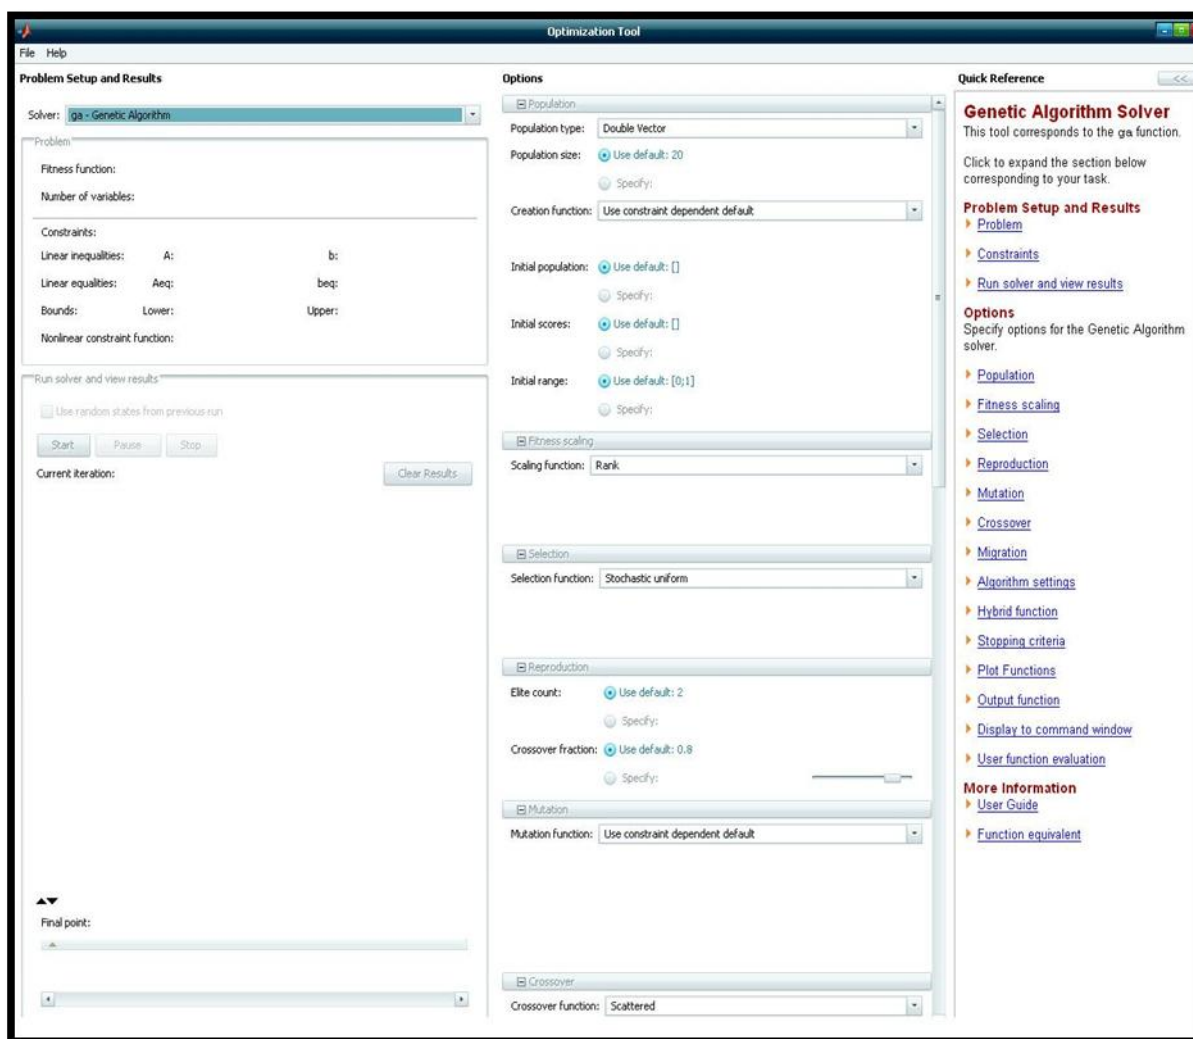 Optimization Tool
File Help
Problem Setup and Results
Solver: ga - Genetic Algorithm
Problem
Fitness function:
Number of variables:
Constraints:
Linear inequalities: A: b:
Linear equalities: Aeq: beq:
Bounds: Lower: Upper:
Nonlinear constraint function:
Run solver and view results
Use random states from previous run
Start Pause Stop
Current iteration: Clear Results
Final point:
Options
Population
Population type: Double Vector
Population size: Use default: 20
Specify:
Creation function: Use constraint dependent default
Initial population: Use default: []
Specify:
Initial scores: Use default: []
Specify:
Initial range: Use default: [0;1]
Specify:
Fitness scaling
Scaling function: Rank
Selection
Selection function: Stochastic uniform
Reproduction
Elite count: Use default: 2
Specify:
Crossover fraction: Use default: 0.8
Specify:
Mutation
Mutation function: Use constraint dependent default
Crossover
Crossover function: Scattered
Quick Reference <<
Genetic Algorithm Solver
This tool corresponds to the ga function.
Click to expand the section below
corresponding to your task.
Problem Setup and Results
Problem
Constraints
Run solver and view results
Options
Specify options for the Genetic Algorithm
solver.
Population
Fitness scaling
Selection
Reproduction
Mutation
Crossover
Migration
Algorithm settings
Hybrid function
Stopping criteria
Plot Functions
Output function
Display to command window
User function evaluation
More Information
User Guide
Function equivalent